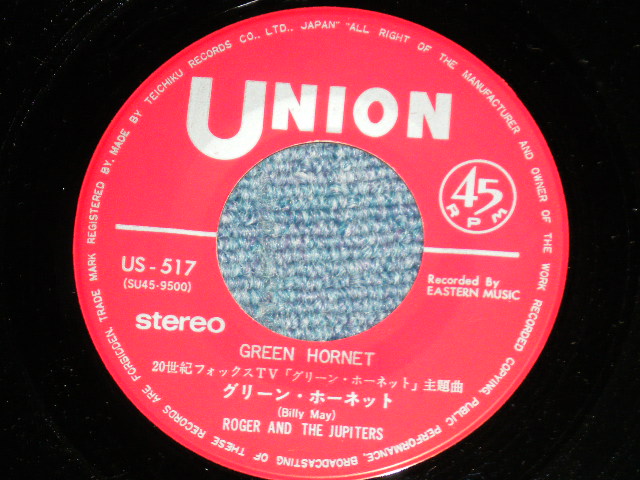 TRADE MARK REGISTERED BY. MADE BY TEICHIKU RECORDS CO., LTD., JAPAN" "ALL RIGHT OF THE MANUFACTURER AND OWNER OF THE WORK RECORDED COPYING, PUBLIC PERFORMANCE, BROADCASTING OF THESE RECORDS ARE FORBIDDEN.
UNION
45
RPM
US-517
(SU45-9500)
Recorded By
EASTERN MUSIC
stereo
GREEN HORNET
20世紀フォックスTV「グリーン・ホーネット」主題曲
グリーン・ホーネット
(Billy May)
ROGER AND THE JUPITERS